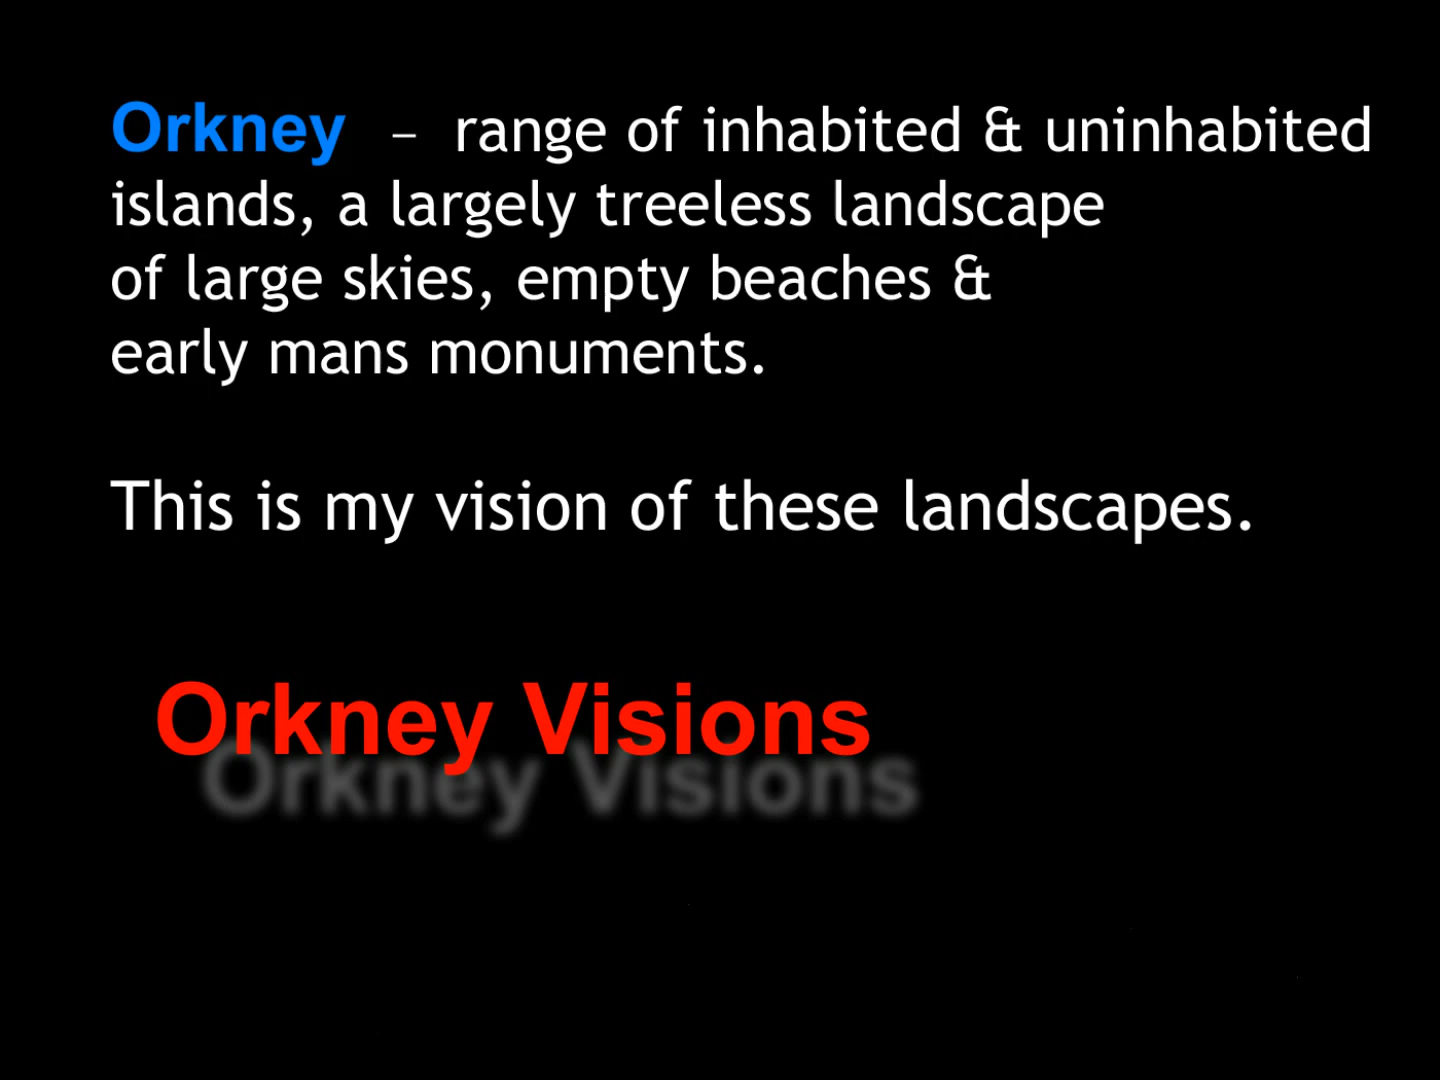 Orkney – range of inhabited & uninhabited
islands, a largely treeless landscape
of large skies, empty beaches &
early mans monuments.
This is my vision of these landscapes.
Orkney Visions
Orkney Visions